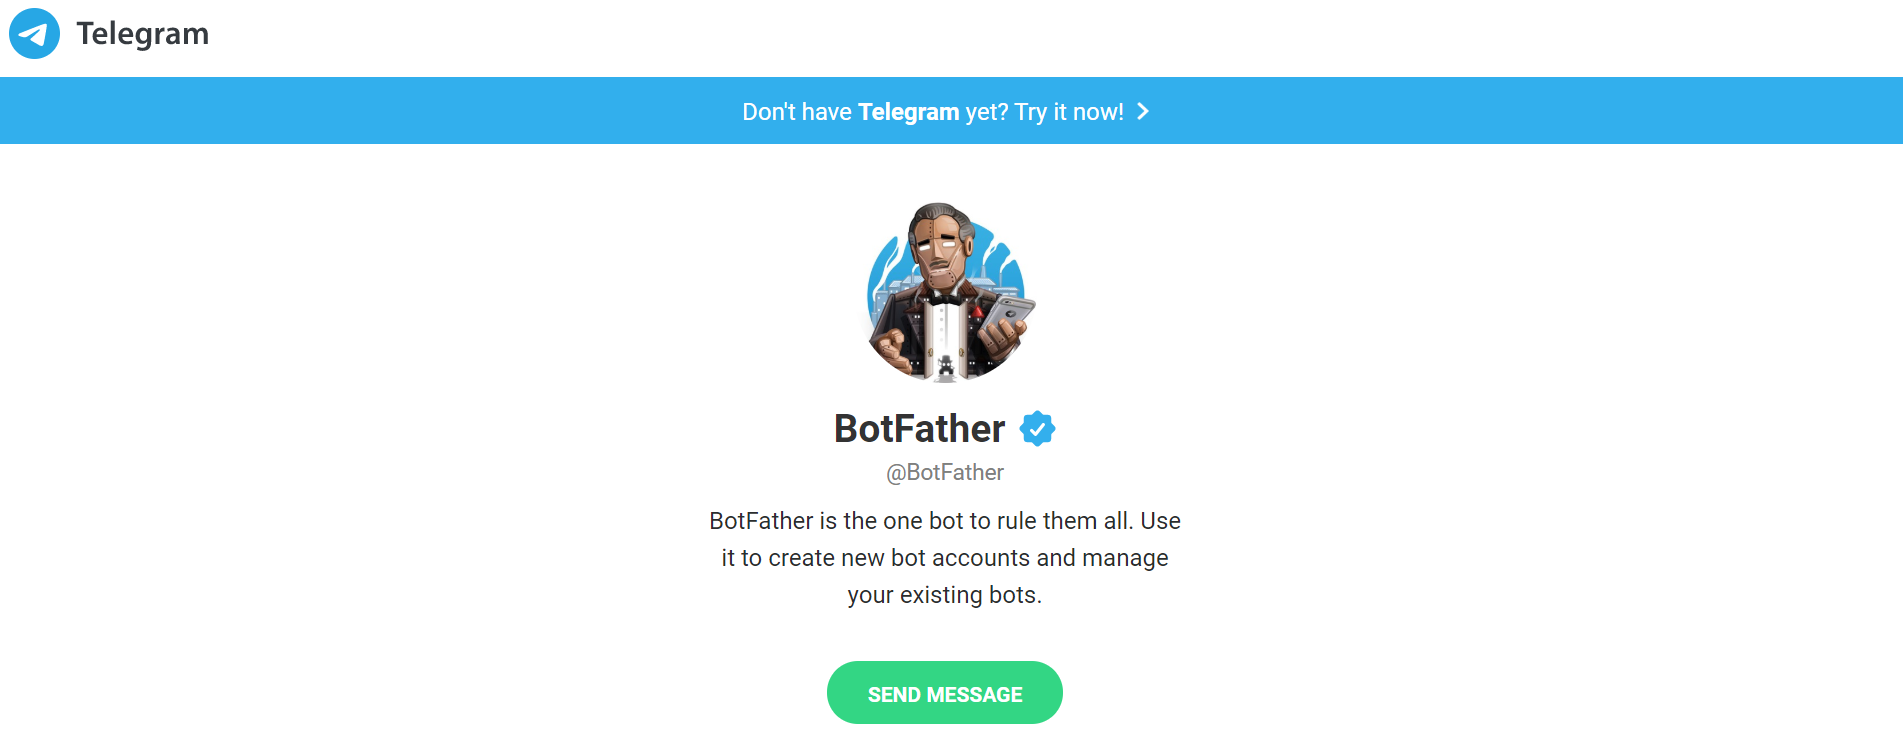 Telegram
Don't have Telegram yet? Try it now!
BotFather
@BotFather
BotFather is the one bot to rule them all. Use
it to create new bot accounts and manage
your existing bots.
SEND MESSAGE